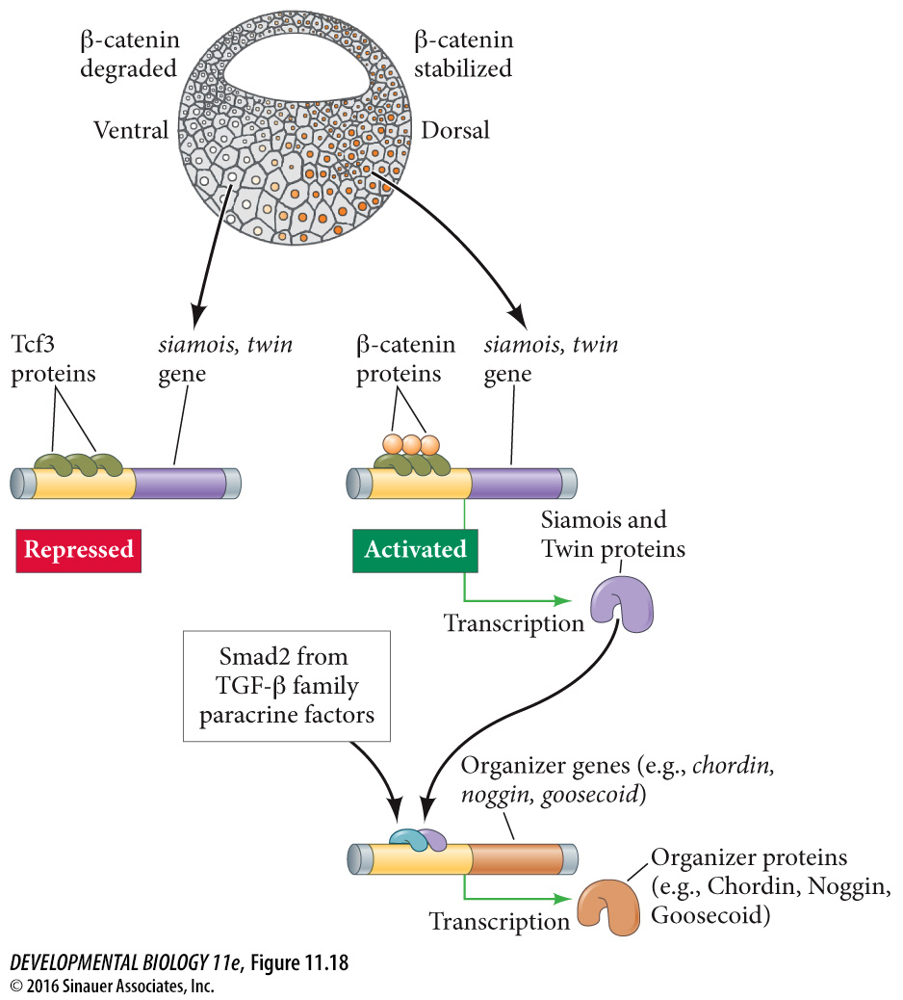 β-catenin
degraded
β-catenin
stabilized
Ventral
Dorsal
Tcf3
proteins
siamois, twin
gene
β-catenin
proteins
siamois, twin
gene
Repressed
Activated
Siamois and
Twin proteins
Transcription
Smad2 from
TGF-β family
paracrine factors
Organizer genes (e.g., chordin,
noggin, goosecoid)
Organizer proteins
(e.g., Chordin, Noggin,
Goosecoid)
Transcription
DEVELOPMENTAL BIOLOGY 11e, Figure 11.18
© 2016 Sinauer Associates, Inc.